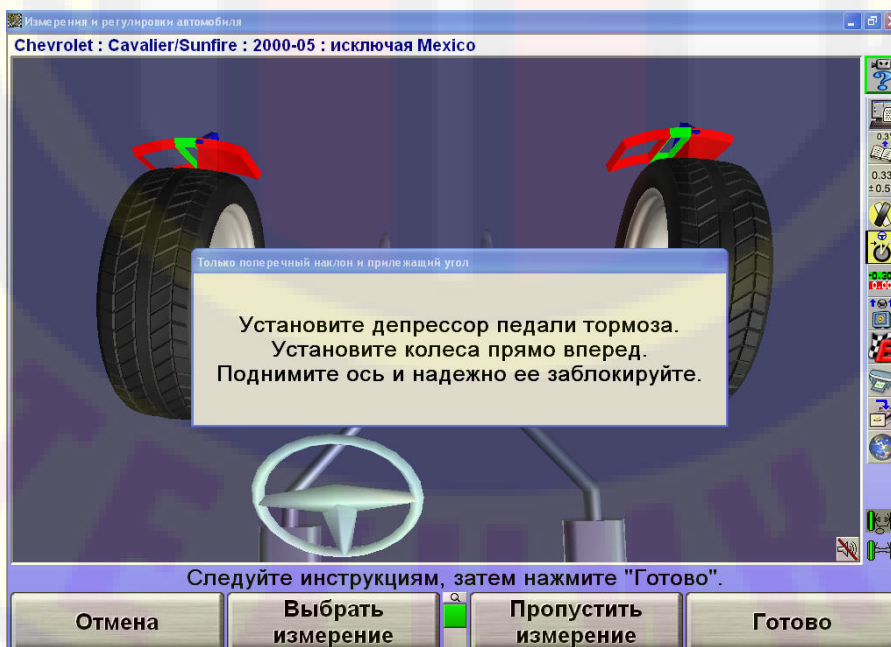 Измерения и регулировки автомобиля
Chevrolet : Cavalier/Sunfire : 2000-05 : исключая Mexico
Только поперечный наклон и прилежащий угол
Установите депрессор педали тормоза.
Установите колеса прямо вперед.
Поднимите ось и надежно ее заблокируйте.
Следуйте инструкциям, затем нажмите "Готово".
Отмена
Выбрать
измерение
Пропустить
измерение
Готово